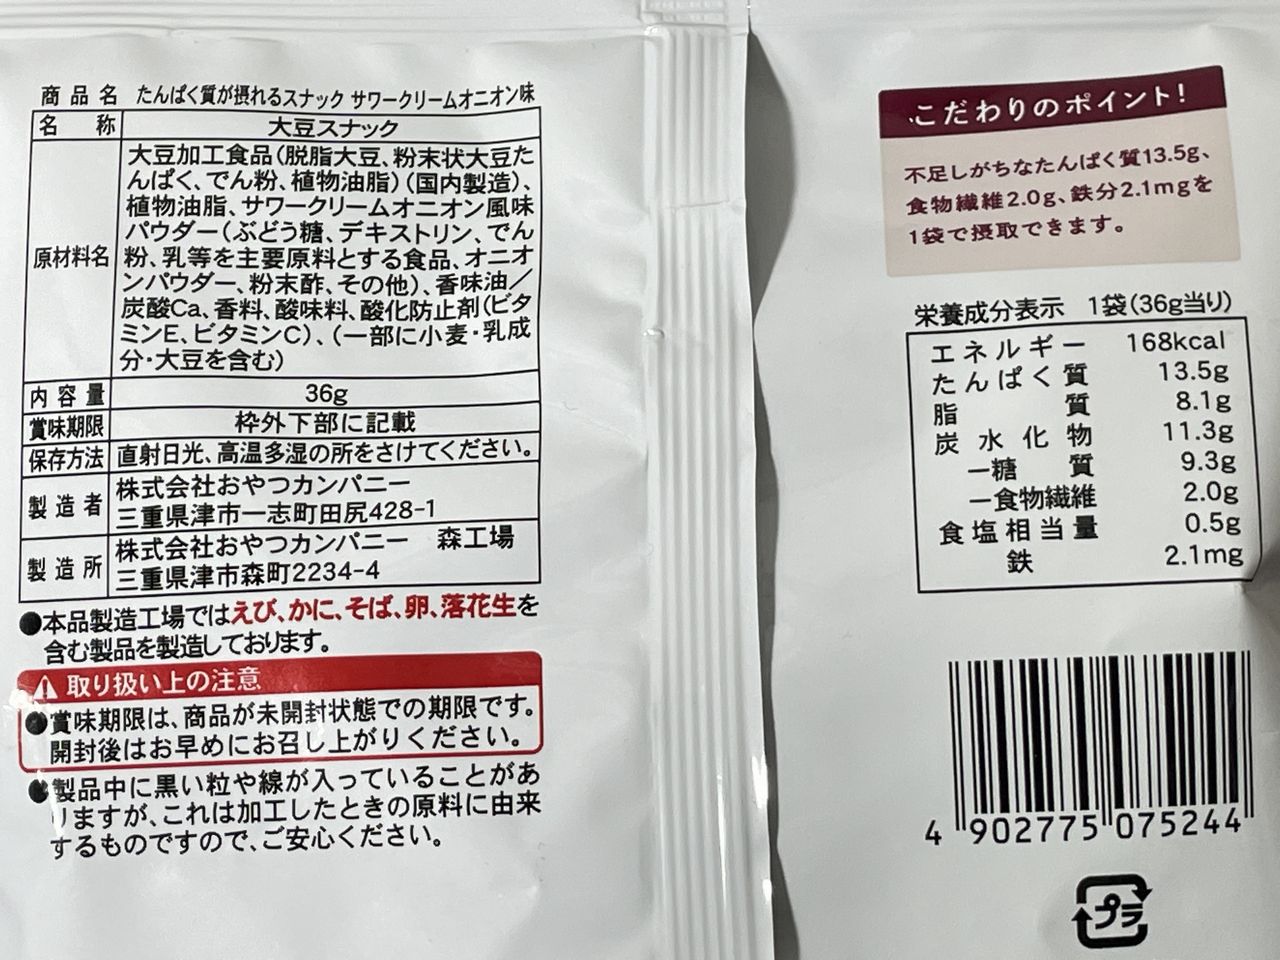 商品名 たんぱく質が摂れるスナック サワークリームオニオン味
名称 大豆スナック
原材料名
大豆加工食品(脱脂大豆、粉末状大豆た
んぱく、でん粉、植物油脂)(国内製造)、
植物油脂、サワークリームオニオン風味
パウダー(ぶどう糖、デキストリン、でん
粉、乳等を主要原料とする食品、オニオ
ンパウダー、粉末酢、その他)、香味油/
炭酸Ca、香料、酸味料、酸化防止剤(ビタ
ミンE、ビタミンC)、(一部に小麦・乳成
分・大豆を含む)
内容量 36g
賞味期限 枠外下部に記載
保存方法 直射日光、高温多湿の所をさけてください。
製造者 株式会社おやつカンパニー
三重県津市一志町田尻428-1
製造所 株式会社おやつカンパニー 森工場
三重県津市森町2234-4
●本品製造工場ではえび、かに、そば、卵、落花生を
含む製品を製造しております。
取り扱い上の注意
●賞味期限は、商品が未開封状態での期限です。
開封後はお早めにお召し上がりください。
●製品中に黒い粒や線が入っていることがあ
りますが、これは加工したときの原料に由来
するものですので、ご安心ください。
こだわりのポイント!
不足しがちなたんぱく質13.5g、
食物繊維2.0g、鉄分2.1mgを
1袋で摂取できます。
栄養成分表示 1袋(36g当り)
エネルギー 168kcal
たんぱく質 13.5g
脂質 8.1g
炭水化物 11.3g
ー糖質 9.3g
ー食物繊維 2.0g
食塩相当量 0.5g
鉄 2.1mg
4 902775 075244
プラ